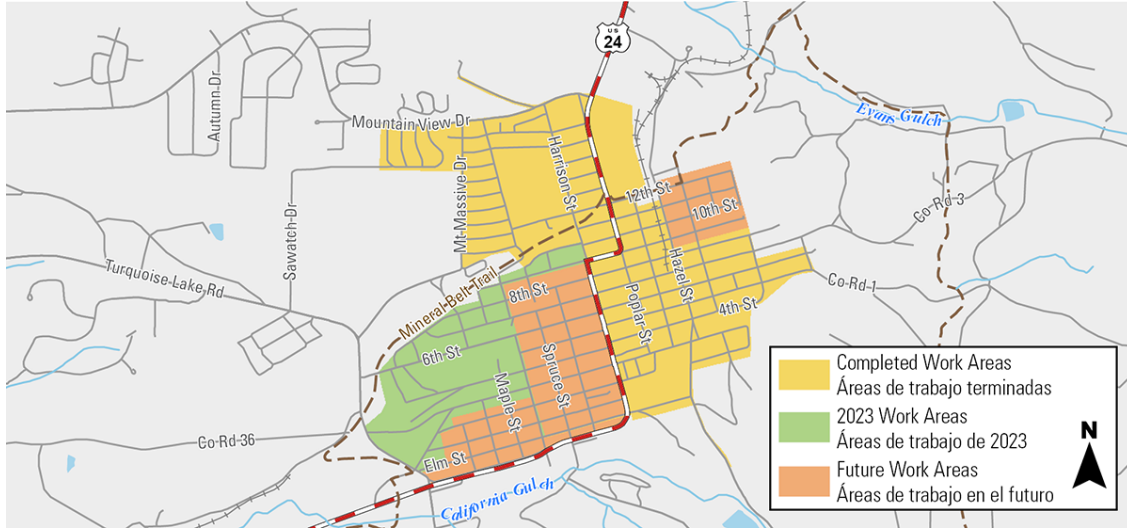 US
24
Evans Gulch
Autumn Dr
Mountain View Dr
Harrison St
Mt Massive Dr
12th St
10th St
Co Rd 3
Sawatch Dr
Hazel St
Turquoise Lake Rd
Mineral Belt Trail
8th St
Poplar St
4th St
Co Rd 1
6th St
Spruce St
Maple St
Co Rd 36
Elm St
California Gulch
Completed Work Areas
Áreas de trabajo terminadas
2023 Work Areas
Áreas de trabajo de 2023
Future Work Areas
Áreas de trabajo en el futuro
N